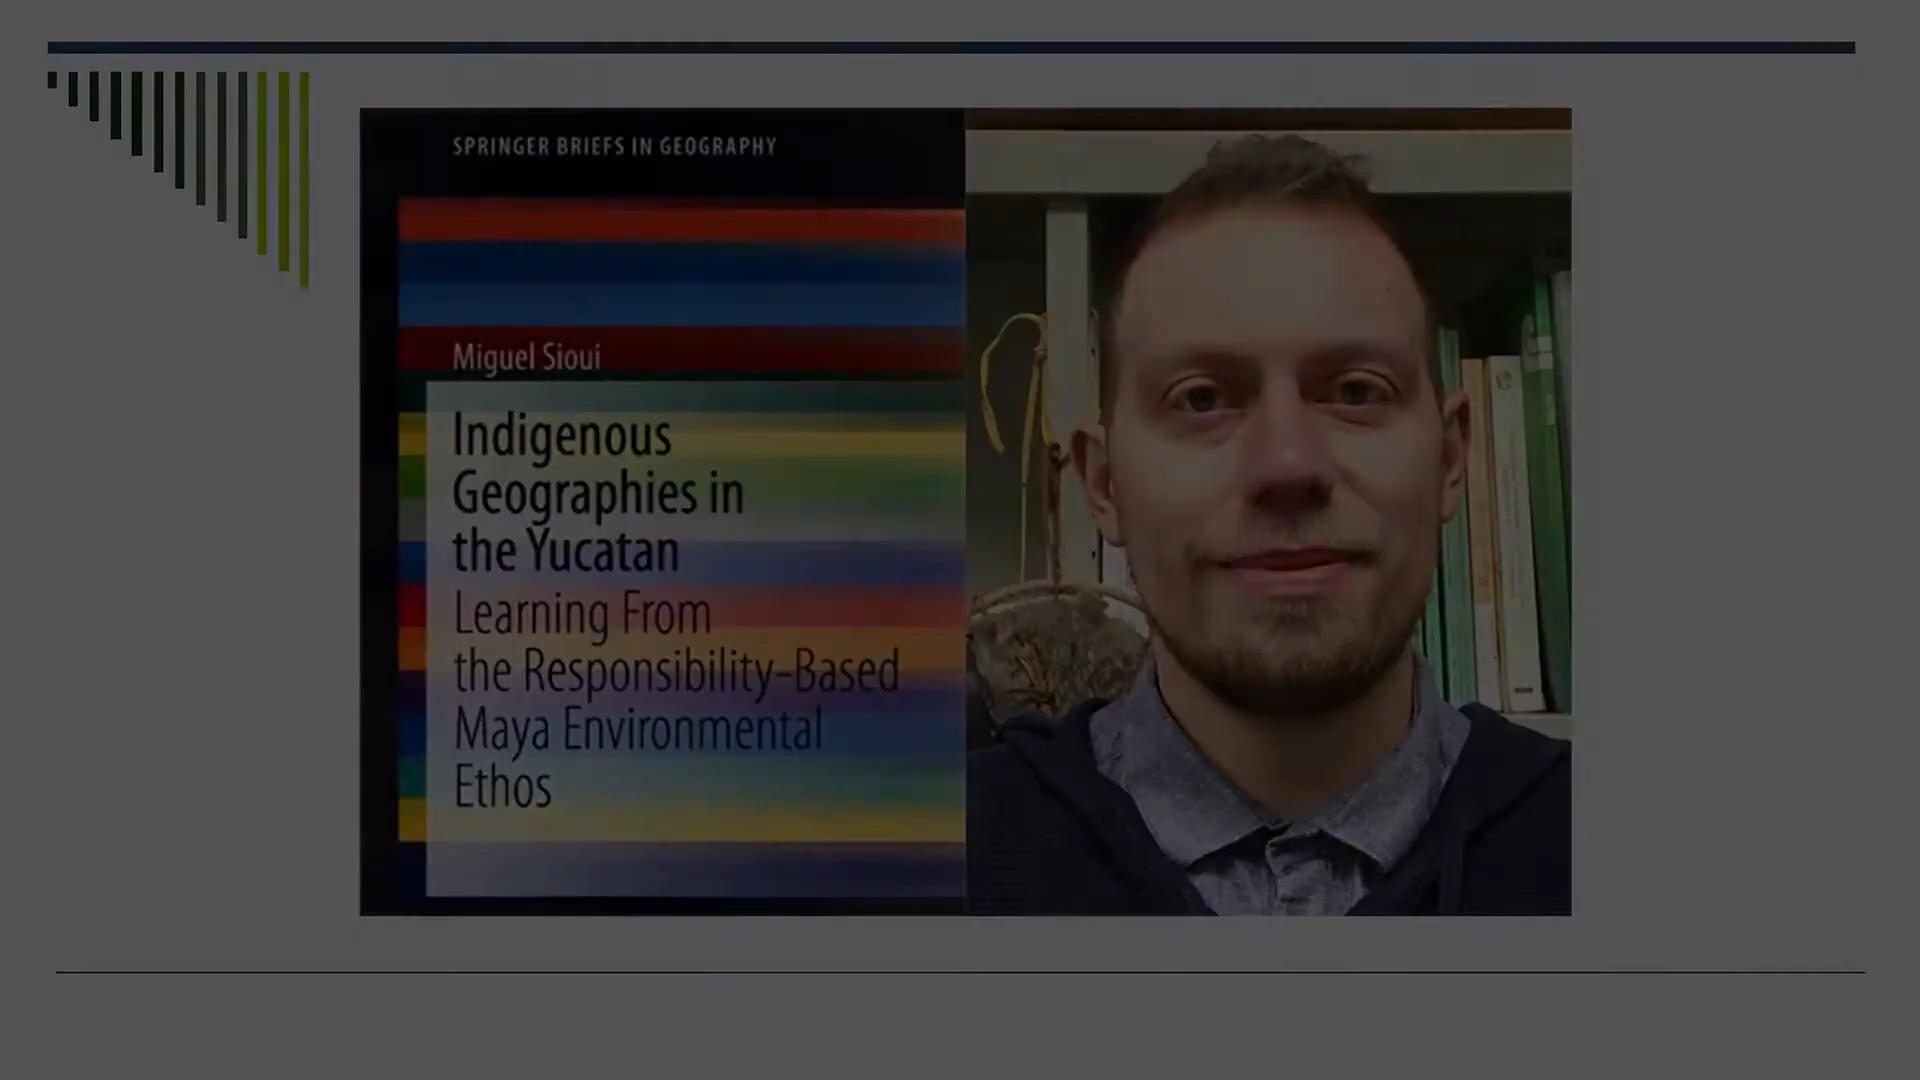 SPRINGER BRIEFS IN GEOGRAPHY
Miguel Sioui
Indigenous
Geographies in
the Yucatan
Learning From
the Responsibility-Based
Maya Environmental
Ethos